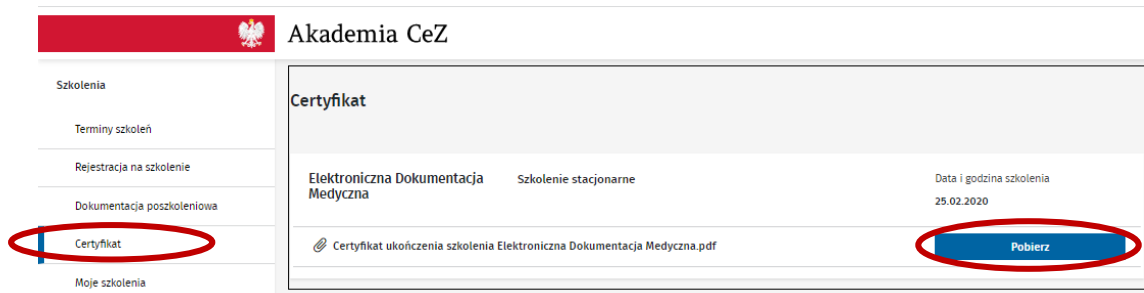 Akademia CeZ
Szkolenia
Terminy szkoleń
Rejestracja na szkolenie
Dokumentacja poszkoleniowa
Certyfikat
Moje szkolenia
Certyfikat
Elektroniczna Dokumentacja
Medyczna
Szkolenie stacjonarne
Data i godzina szkolenia
25.02.2020
Certyfikat ukończenia szkolenia Elektroniczna Dokumentacja Medyczna.pdf
Pobierz